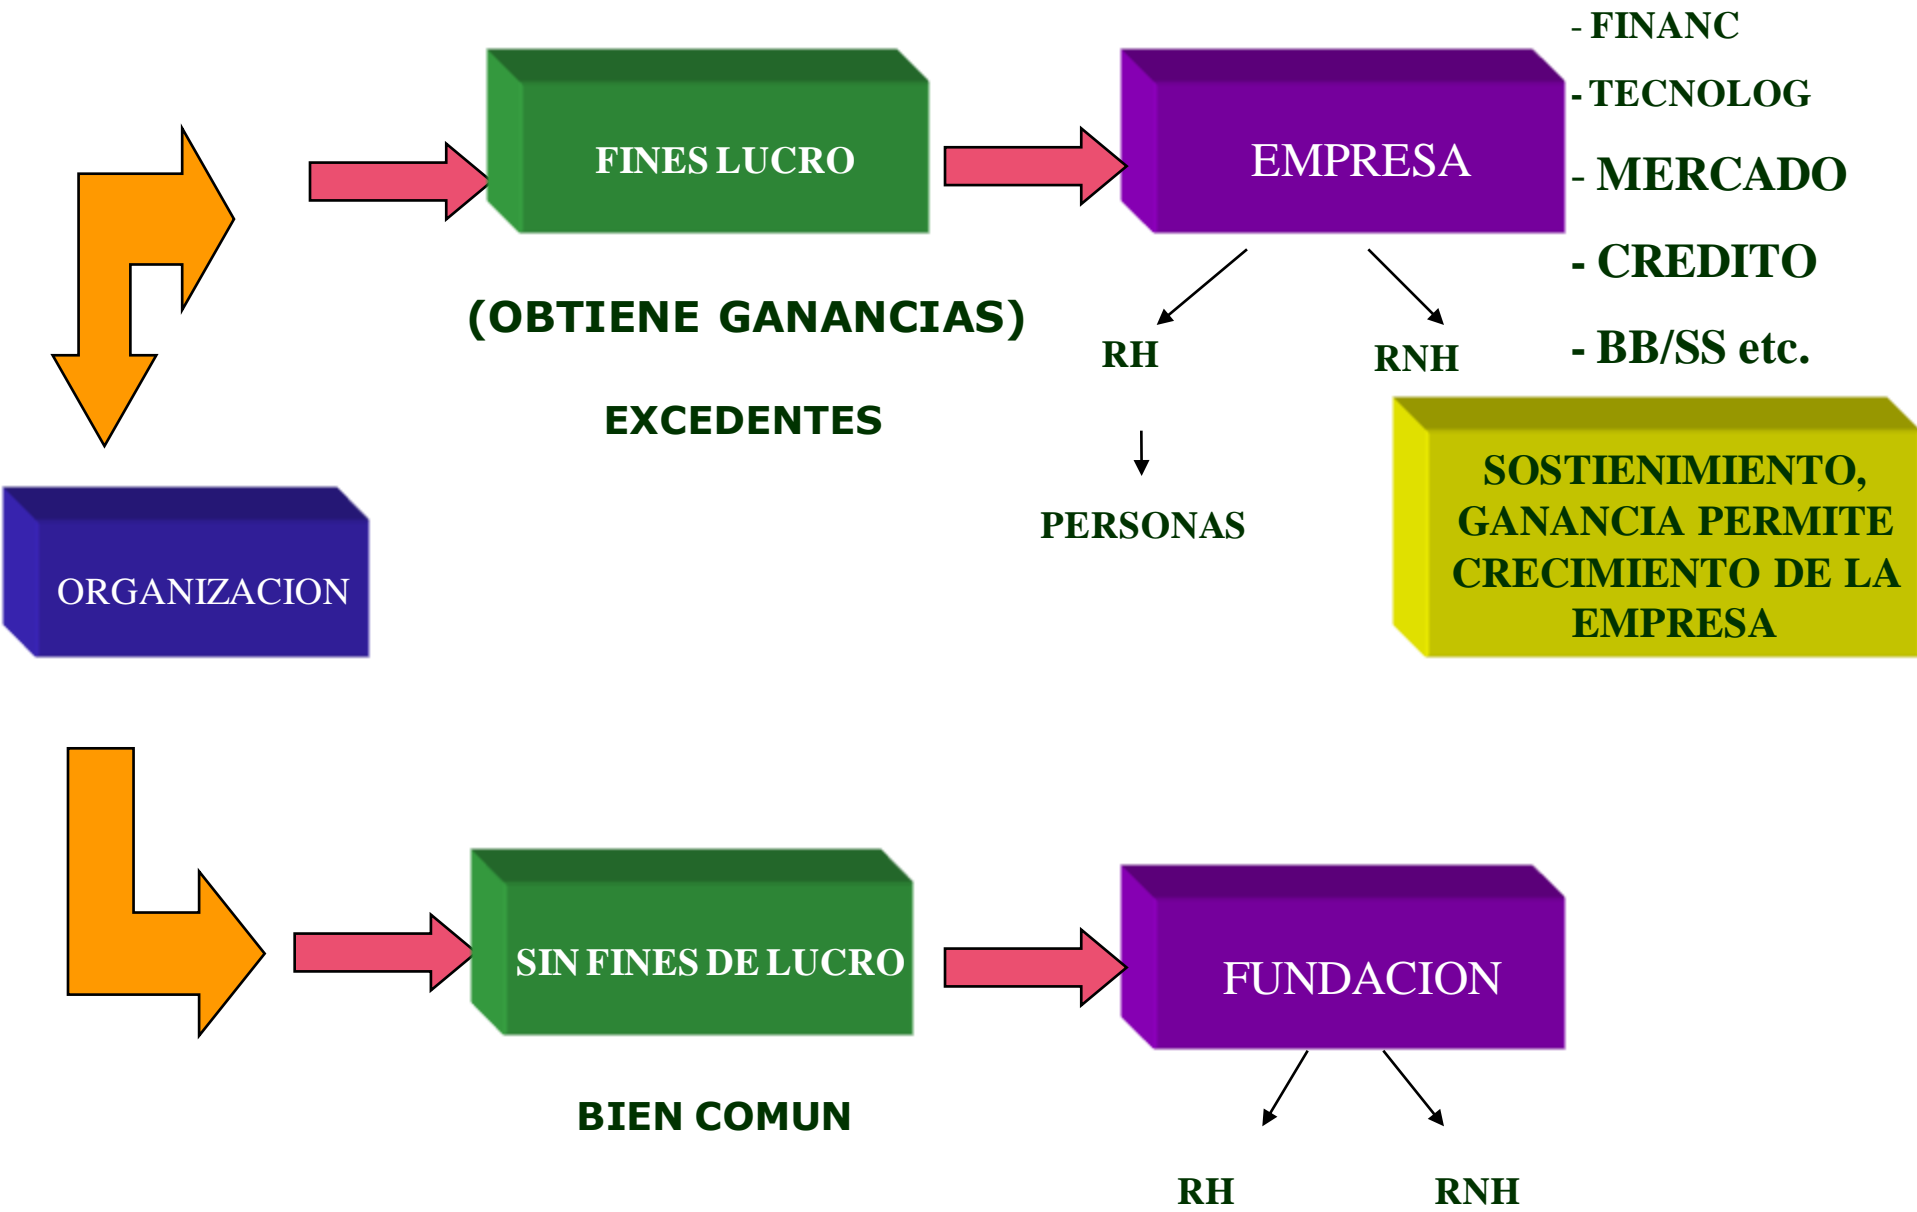 - FINANC
- TECNOLOG
FINES LUCRO
EMPRESA
- MERCADO
- CREDITO
(OBTIENE GANANCIAS)
RH
RNH
- BB/SS etc.
EXCEDENTES
PERSONAS
SOSTIENIMIENTO,
GANANCIA PERMITE
CRECIMIENTO DE LA
EMPRESA
ORGANIZACION
SIN FINES DE LUCRO
FUNDACION
BIEN COMUN
RH
RNH